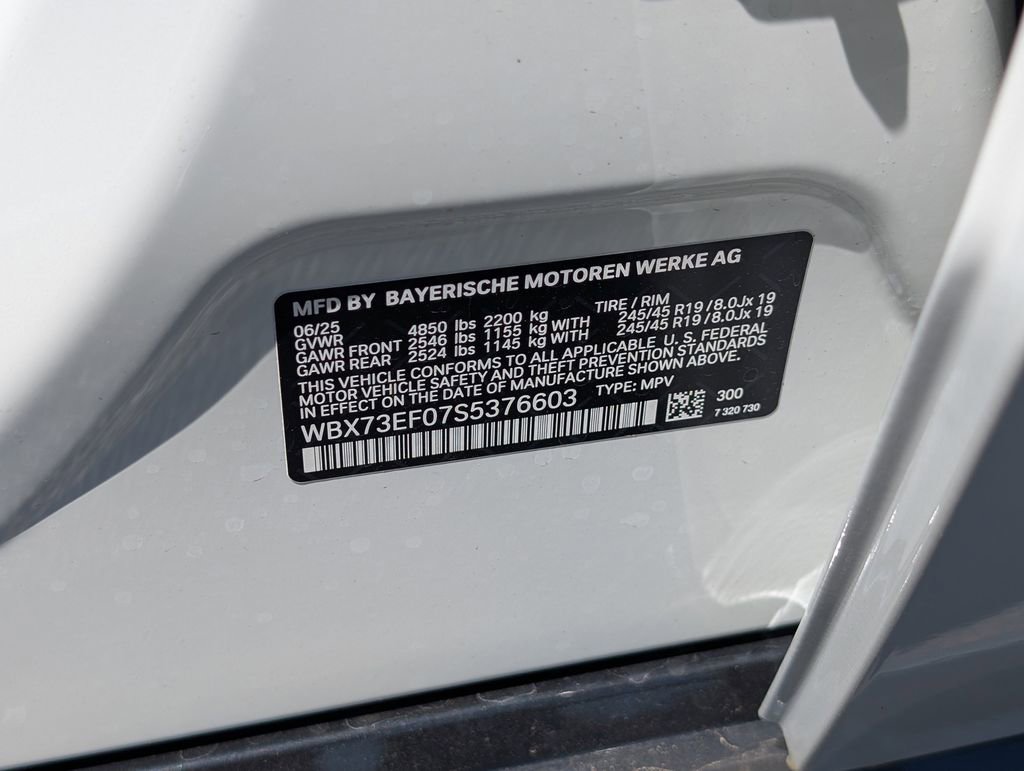 MFD BY BAYERISCHE MOTOREN WERKE AG
06/25 TIRE / RIM
GVWR 4850 lbs 2200 kg
GAWR FRONT 2546 lbs 1155 kg WITH 245/45 R19 / 8.0Jx 19
GAWR REAR 2524 lbs 1145 kg WITH 245/45 R19 / 8.0Jx 19
THIS VEHICLE CONFORMS TO ALL APPLICABLE U. S. FEDERAL
MOTOR VEHICLE SAFETY AND THEFT PREVENTION STANDARDS
IN EFFECT ON THE DATE OF MANUFACTURE SHOWN ABOVE.
WBX73EF07S5376603 TYPE: MPV
300
7 320 730